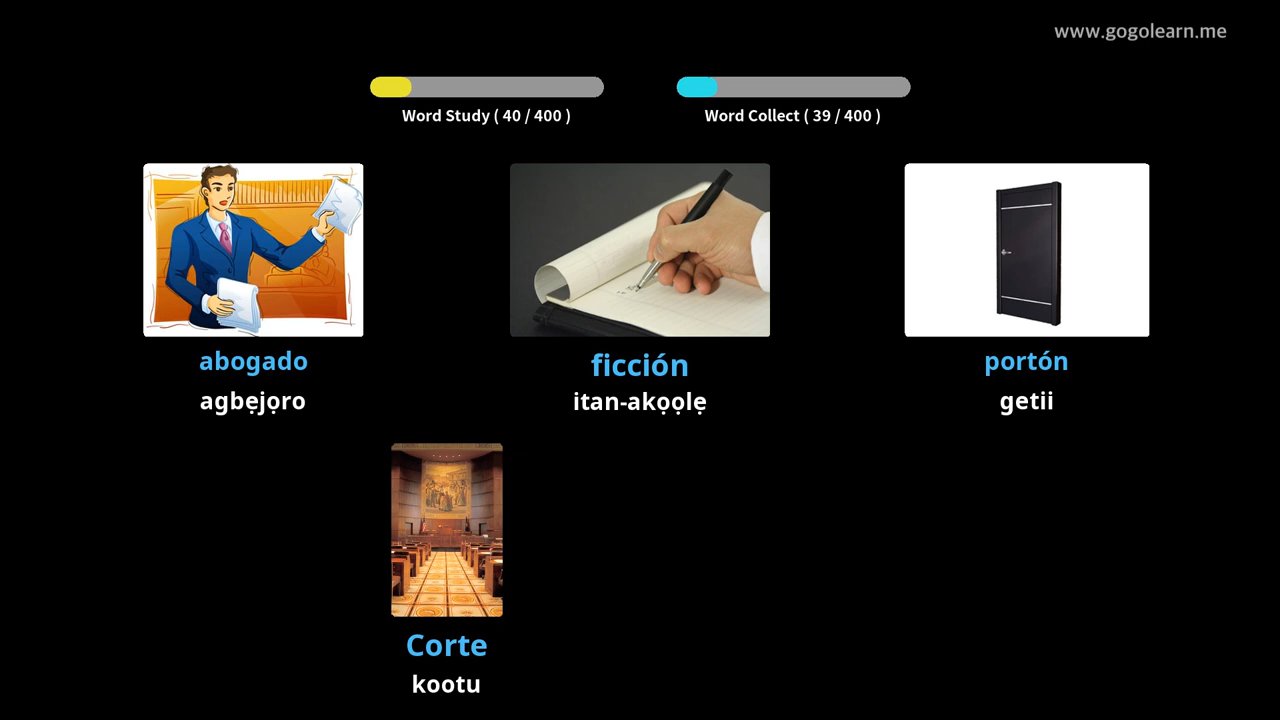 www.gogolearn.me
Word Study ( 40 / 400 )
Word Collect ( 39 / 400 )
abogado
agbẹjọro
ficción
itan-akọọlẹ
portón
getii
Corte
kootu